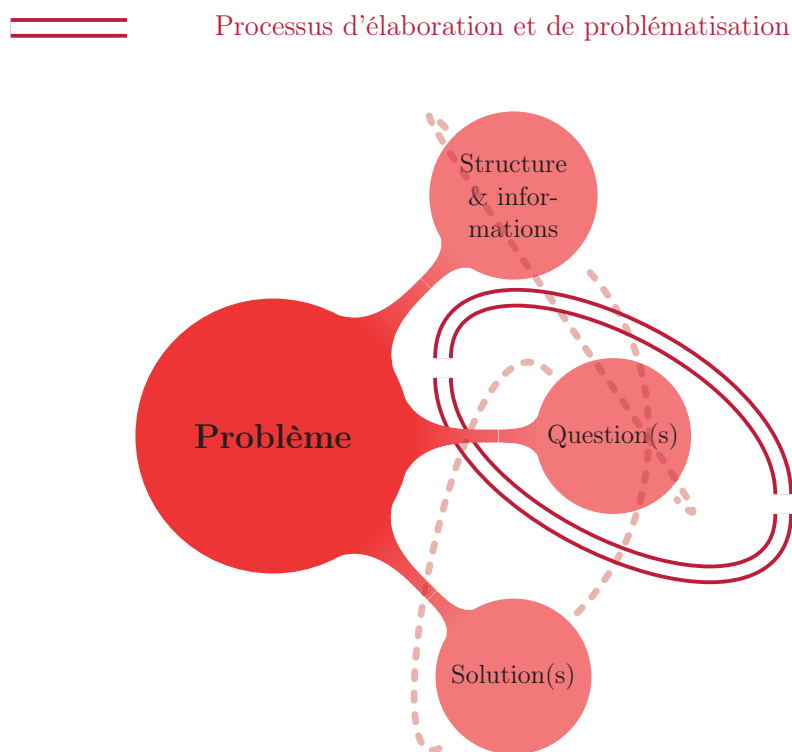 Processus d'élaboration et de problématisation
Structure
& infor-
mations
Problème
Question(s)
Solution(s)